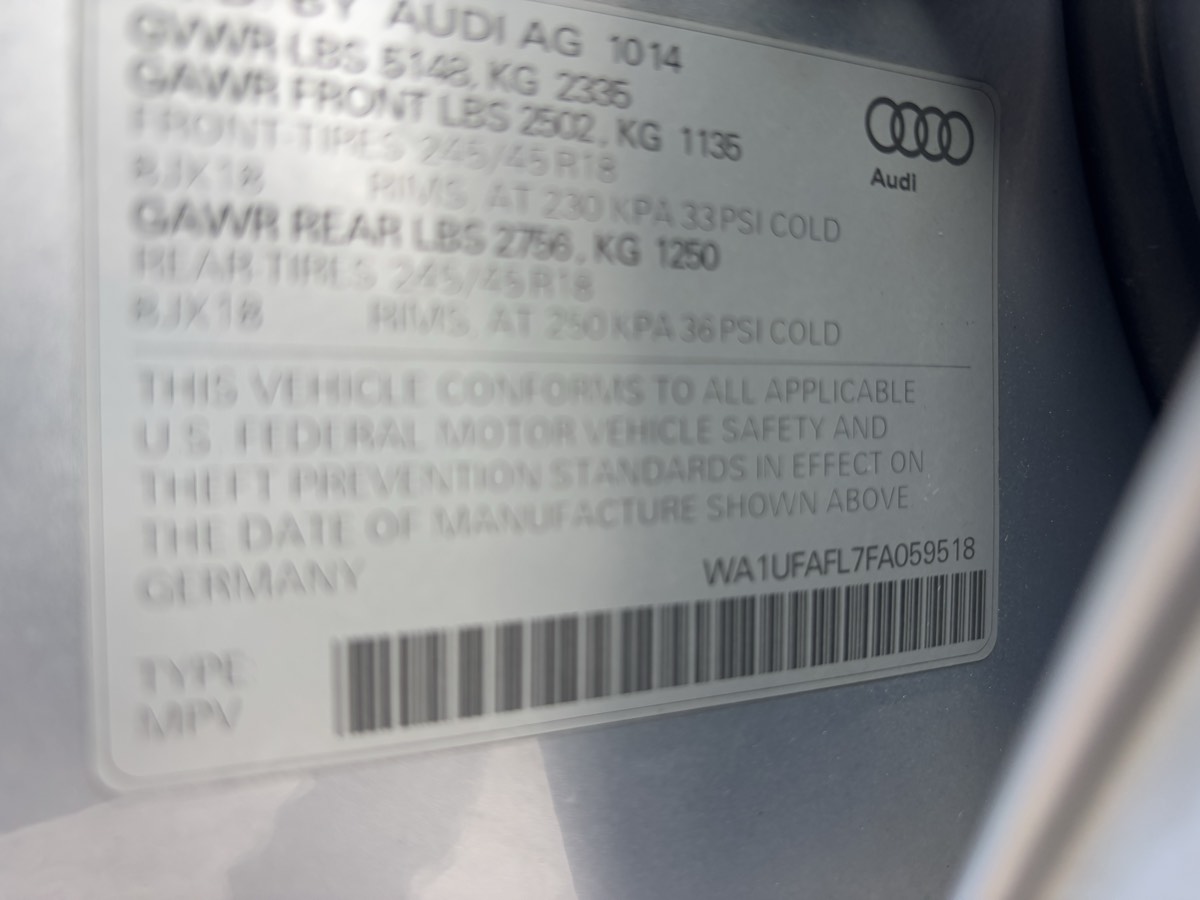 BY AUDI AG 1014
GVWR LBS 5148, KG 2335
GAWR FRONT LBS 2502, KG 1135
FRONT-TIRES 245/45 R18
8JX18 RIMS, AT 230 KPA 33 PSI COLD
GAWR REAR LBS 2756, KG 1250
REAR TIRES 245/45 R18
8JX18 RIMS, AT 250 KPA 36 PSI COLD
Audi
THIS VEHICLE CONFORMS TO ALL APPLICABLE
U.S. FEDERAL MOTOR VEHICLE SAFETY AND
THEFT PREVENTION STANDARDS IN EFFECT ON
THE DATE OF MANUFACTURE SHOWN ABOVE
GERMANY
WA1UFAFL7FA059518
TYPE
MPV